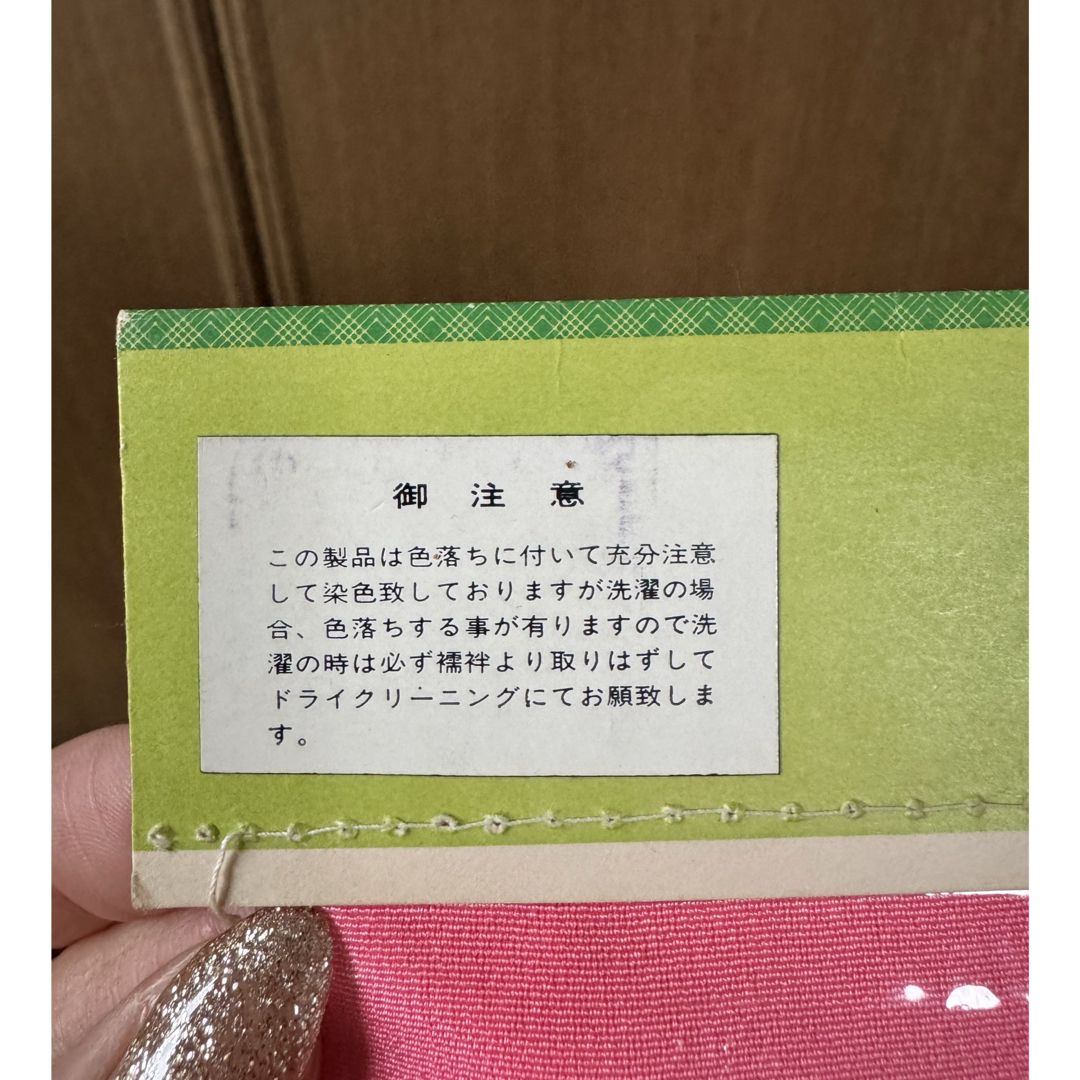 御注意
この製品は色落ちに付いて充分注意
して染色致しておりますが洗濯の場
合、色落ちする事が有りますので洗
濯の時は必ず襦袢より取りはずして
ドライクリーニングにてお願致しま
す。